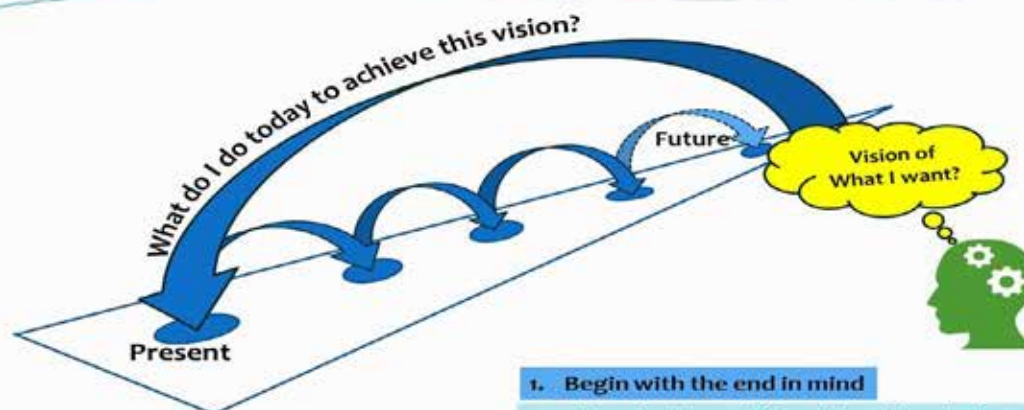 What do I do today to achieve this vision?
Future
Vision of
What I want?
Present
1. Begin with the end in mind